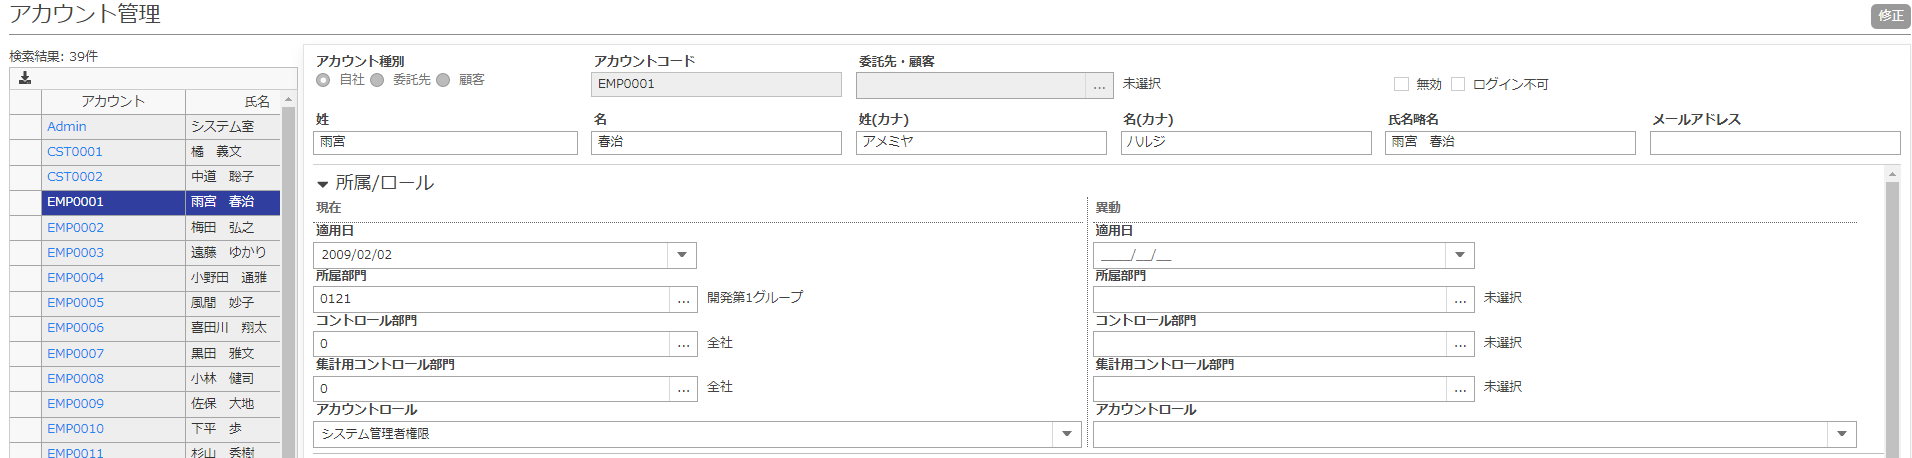 アカウント管理
修正
検索結果: 39件
アカウント 氏名
Admin システム室
CST0001 橘　義文
CST0002 中道　聡子
EMP0001 雨宮　春治
EMP0002 梅田　弘之
EMP0003 遠藤　ゆかり
EMP0004 小野田　通雅
EMP0005 風間　妙子
EMP0006 喜田川　翔太
EMP0007 黒田　雅文
EMP0008 小林　健司
EMP0009 佐保　大地
EMP0010 下平　歩
EMP0011 杉山　秀樹
アカウント種別 アカウントコード 委託先・顧客
自社 委託先 顧客 EMP0001 ... 未選択 無効 ログイン不可
姓 名 姓(カナ) 名(カナ) 氏名略名 メールアドレス
雨宮 春治 アメミヤ ハルジ 雨宮　春治
所属/ロール
現在
適用日
2009/02/02
所属部門
0121 ... 開発第1グループ
コントロール部門
0 ... 全社
集計用コントロール部門
0 ... 全社
アカウントロール
システム管理者権限
異動
適用日
____/__/__
所属部門
... 未選択
コントロール部門
... 未選択
集計用コントロール部門
... 未選択
アカウントロール